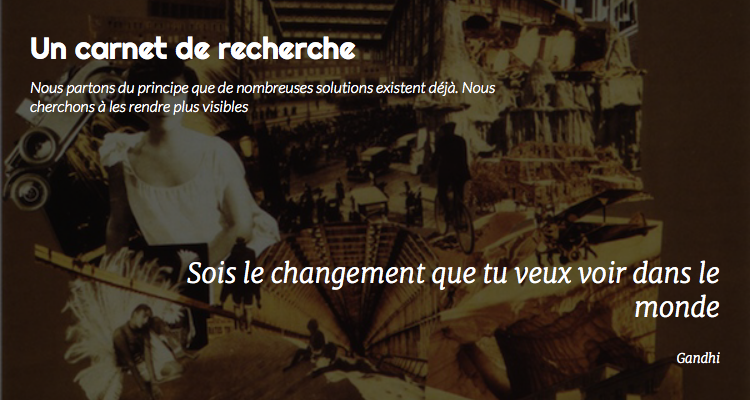 Un carnet de recherche
Nous partons du principe que de nombreuses solutions existent déjà. Nous
cherchons à les rendre plus visibles
Sois le changement que tu veux voir dans le
monde
Gandhi